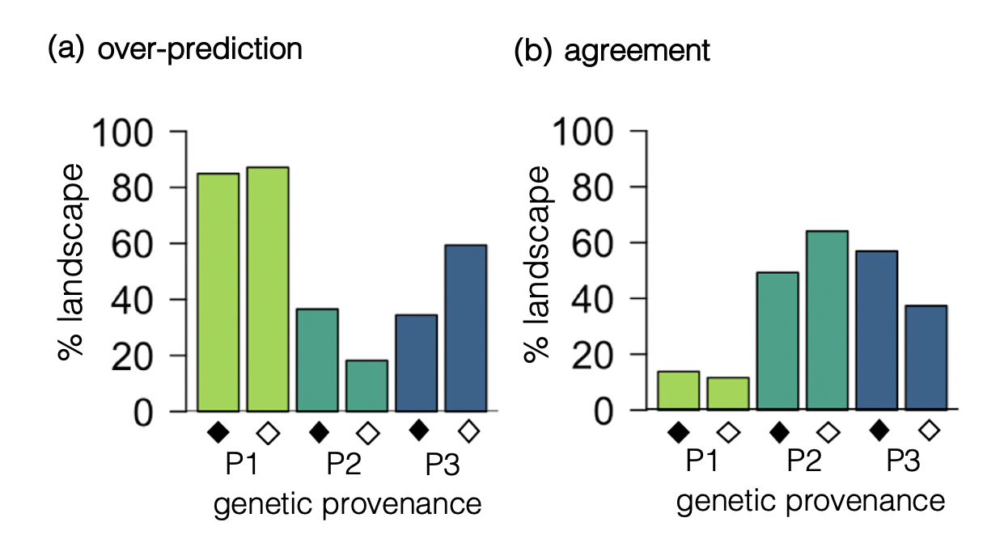 (a) over-prediction
% landscape
100
80
60
40
20
0
P1 P2 P3
genetic provenance
(b) agreement
% landscape
100
80
60
40
20
0
P1 P2 P3
genetic provenance